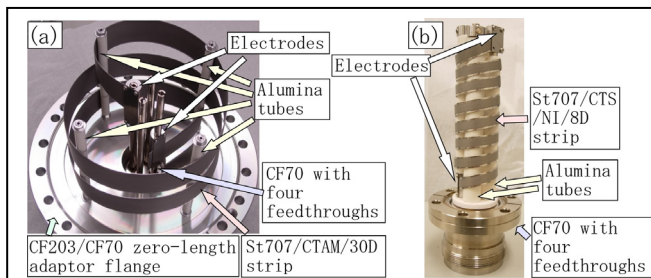 (a)
Electrodes
Alumina
tubes
CF70 with
four
feedthroughs
CF203/CF70 zero-length
adaptor flange
St707/CTAM/30D
strip
(b)
Electrodes
St707/CTS
/NI/8D
strip
Alumina
tubes
CF70 with
four
feedthroughs